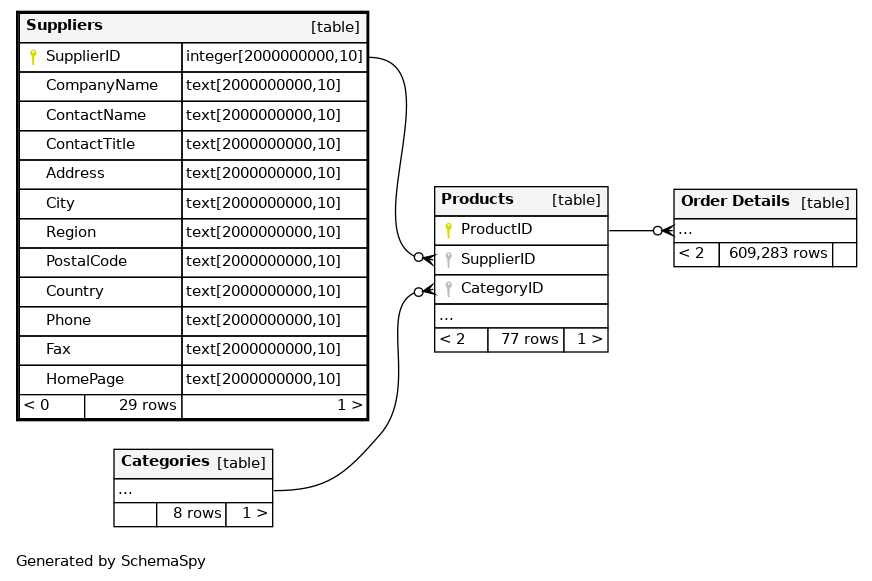 Suppliers [table]
SupplierID integer[2000000000,10]
CompanyName text[2000000000,10]
ContactName text[2000000000,10]
ContactTitle text[2000000000,10]
Address text[2000000000,10]
City text[2000000000,10]
Region text[2000000000,10]
PostalCode text[2000000000,10]
Country text[2000000000,10]
Phone text[2000000000,10]
Fax text[2000000000,10]
HomePage text[2000000000,10]
< 0 29 rows 1 >
Products [table]
ProductID
SupplierID
CategoryID
...
< 2 77 rows 1 >
Order Details [table]
...
< 2 609,283 rows
Categories [table]
...
8 rows 1 >
Generated by SchemaSpy